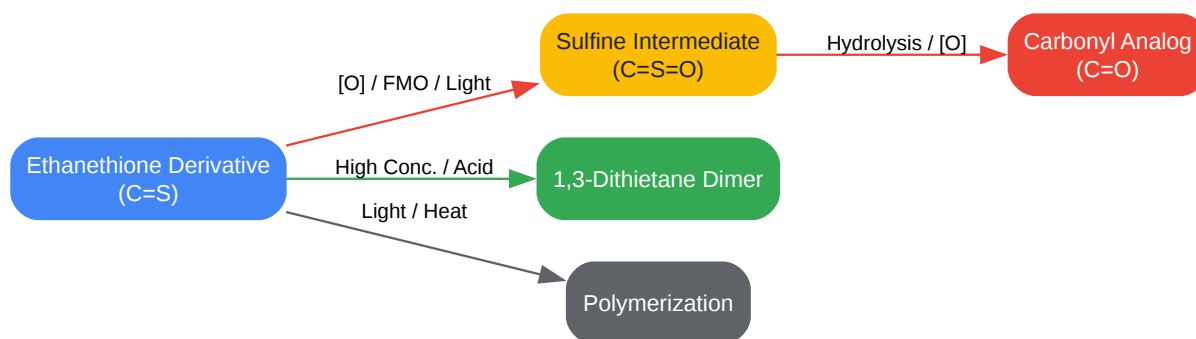 Ethanethione Derivative
(C=S)
[O] / FMO / Light
Sulfine Intermediate
(C=S=O)
Hydrolysis / [O]
Carbonyl Analog
(C=O)
High Conc. / Acid
1,3-Dithietane Dimer
Light / Heat
Polymerization